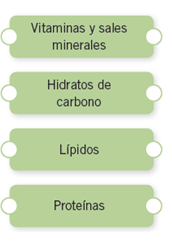 Vitaminas y sales
minerales
Hidratos de
carbono
Lípidos
Proteínas